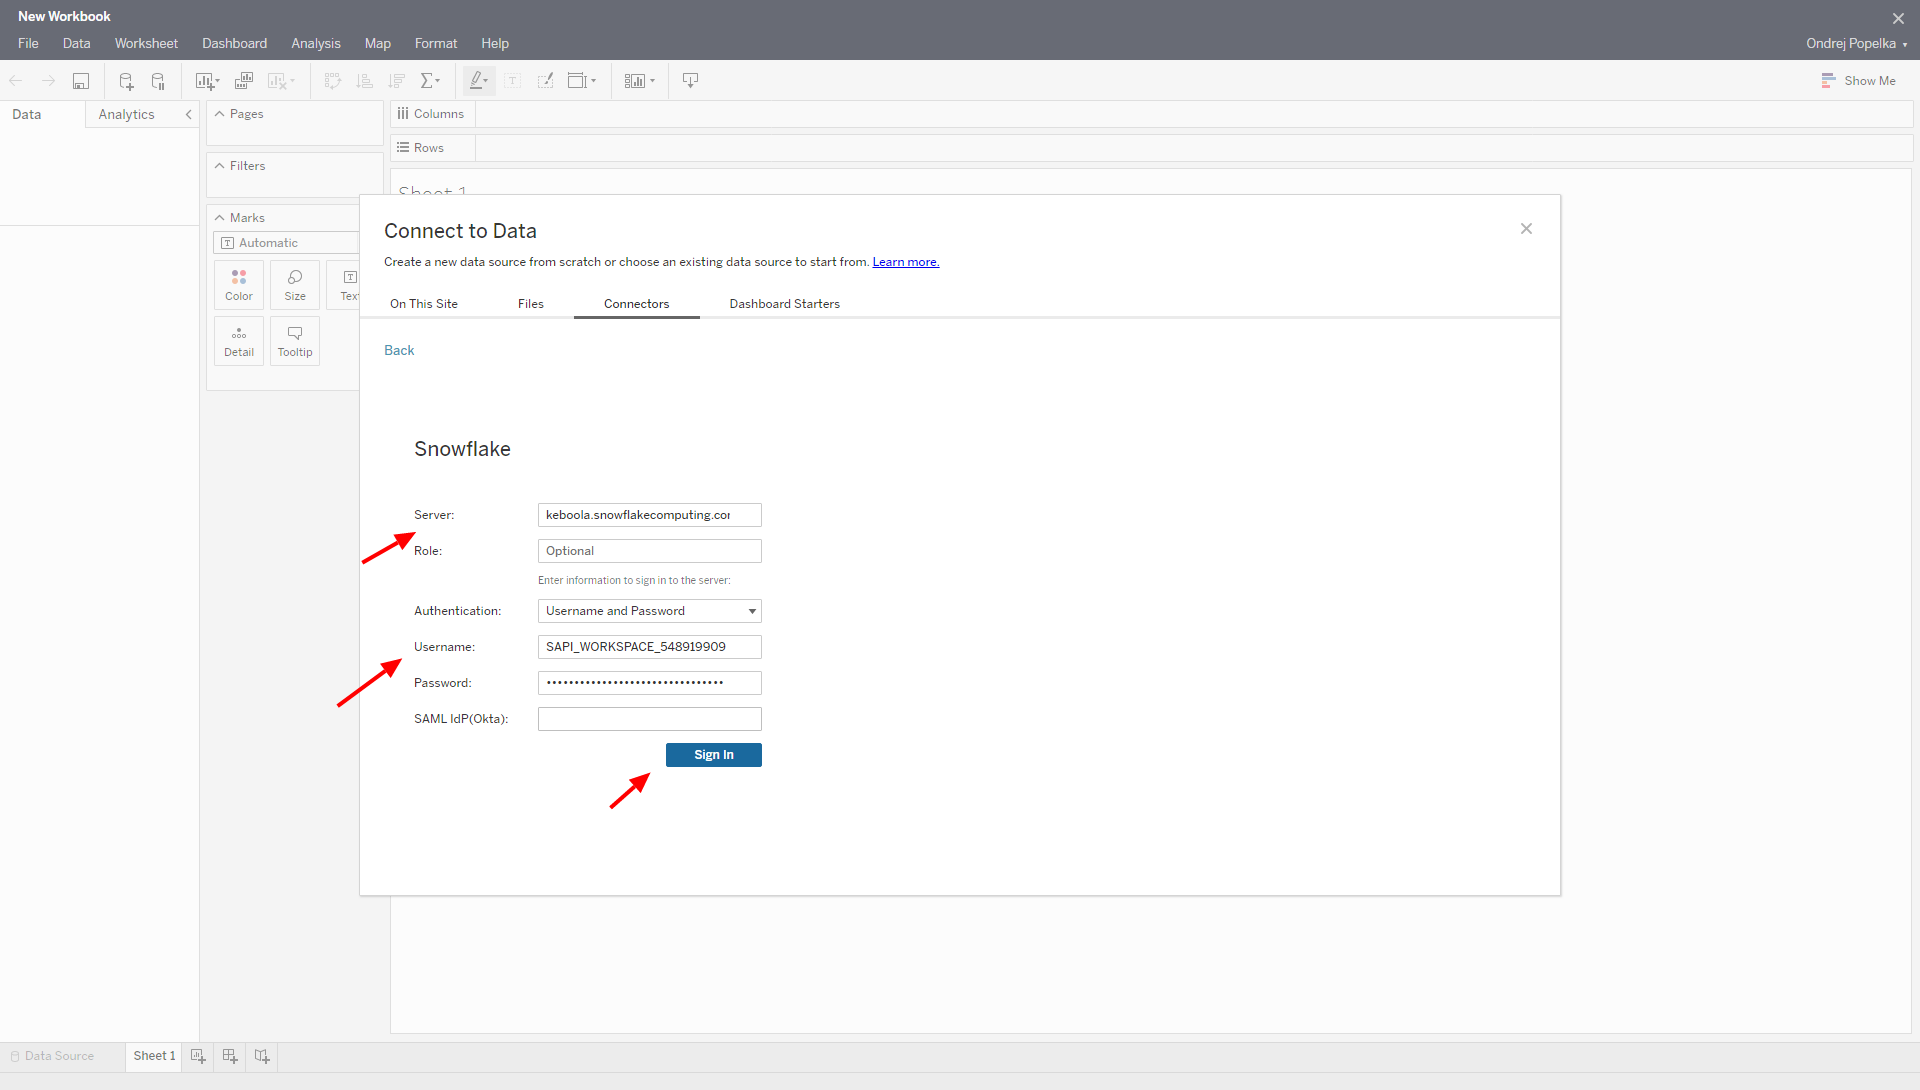 New Workbook
File Data Worksheet Dashboard Analysis Map Format Help
Ondrej Popelka
Show Me
Data Analytics
Pages
Columns
Rows
Filters
Sheet 1
Marks
Automatic
Color Size Text
Detail Tooltip
Connect to Data
Create a new data source from scratch or choose an existing data source to start from. Learn more.
On This Site Files Connectors Dashboard Starters
Back
Snowflake
Server: keboola.snowflakecomputing.co
Role: Optional
Enter information to sign in to the server:
Authentication: Username and Password
Username: SAPI_WORKSPACE_548919909
Password: ••••••••••••••••••••••••••••••••
SAML IdP(Okta):
Sign In
Data Source Sheet 1